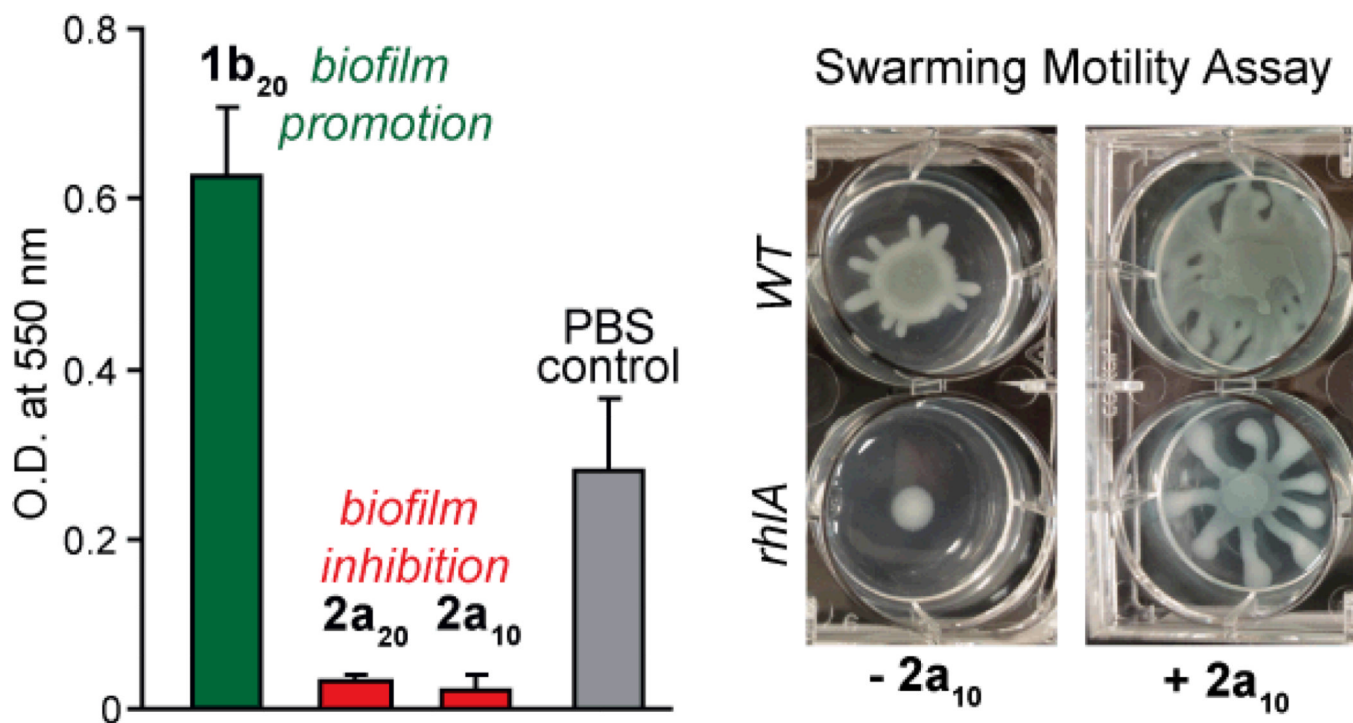 0.8
0.6
0.4
0.2
0
O.D. at 550 nm
1b20 biofilm
promotion
biofilm
inhibition
2a20 2a10
PBS
control
Swarming Motility Assay
WT
rhlA
- 2a10
+ 2a10